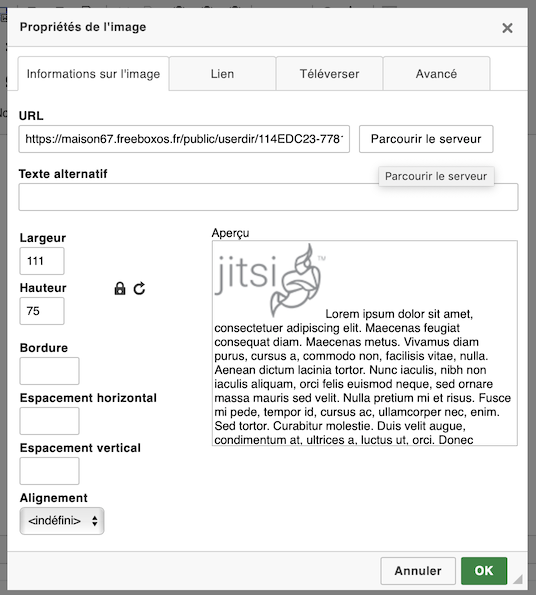 Propriétés de l'image
Informations sur l'image
Lien
Téléverser
Avancé
URL
https://maison67.freeboxos.fr/public/userdir/114EDC23-778
Parcourir le serveur
Texte alternatif
Parcourir le serveur
Largeur
111
Hauteur
75
Bordure
Espacement horizontal
Espacement vertical
Alignement
<indéfini>
Aperçu
jitsi TM
Lorem ipsum dolor sit amet,
consectetuer adipiscing elit. Maecenas feugiat
consequat diam. Maecenas metus. Vivamus diam
purus, cursus a, commodo non, facilisis vitae, nulla.
Aenean dictum lacinia tortor. Nunc iaculis, nibh non
iaculis aliquam, orci felis euismod neque, sed ornare
massa mauris sed velit. Nulla pretium mi et risus. Fusce
mi pede, tempor id, cursus ac, ullamcorper nec, enim.
Sed tortor. Curabitur molestie. Duis velit augue,
condimentum at, ultrices a, luctus ut, orci. Donec
Annuler
OK